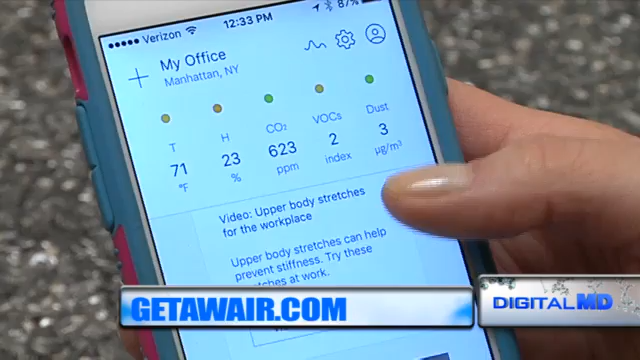 Verizon 12:33 PM 87%
My Office
Manhattan, NY
T H CO₂ VOCs Dust
71 23 623 2 3
°F % ppm index µg/m³
Video: Upper body stretches
for the workplace
Upper body stretches can help
prevent stiffness. Try these
at work.
GETAWAIR.COM
DIGITALMD